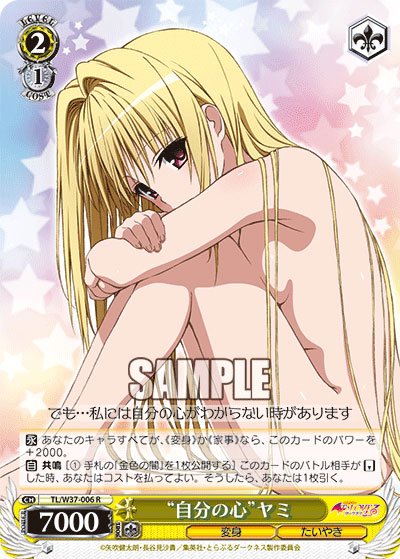 LEVEL
2
1
COST
SAMPLE
でも…私には自分の心がわからない時があります
永 あなたのキャラすべてが、《変身》か《家事》なら、このカードのパワーを
+2000。
自 共鳴 [① 手札の「金色の闇」を1枚公開する] このカードのバトル相手が
【リバース】した時、あなたはコストを払ってよい。そうしたら、あなたは1枚引く。
CH TL/W37-006 R
7000
“自分の心”ヤミ
変身 たいやき
©矢吹健太朗・長谷見沙貴/集英社・とらぶるダークネス製作委員会